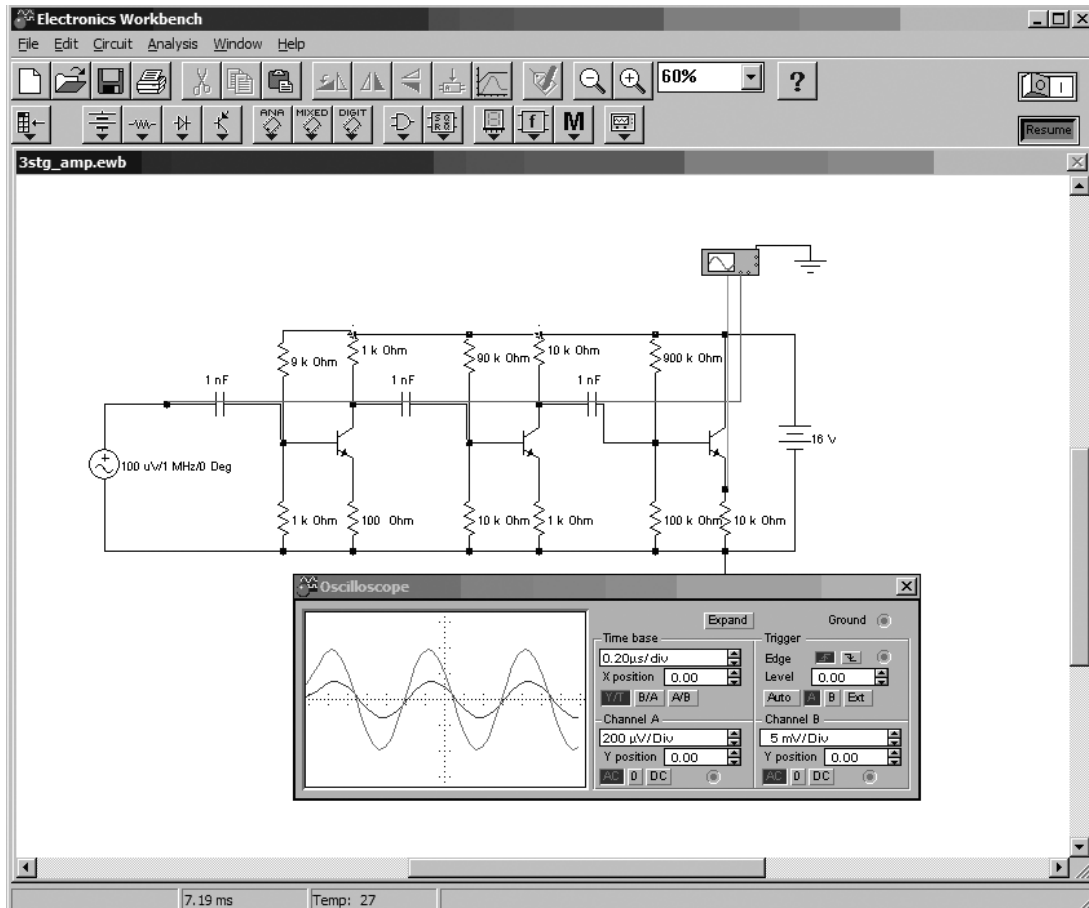 Electronics Workbench
File Edit Circuit Analysis Window Help
60%
?
ANA MIXED DIGIT
f M
Resume
3stg_amp.ewb
9 k Ohm 1 k Ohm 90 k Ohm 10 k Ohm 900 k Ohm
1 nF 1 nF 1 nF
100 uV/1 MHz/0 Deg
16 V
1 k Ohm 100 Ohm 10 k Ohm 1 k Ohm 100 k Ohm 10 k Ohm
Oscilloscope
Expand Ground
Time base Trigger
0.20µs/div Edge
X position 0.00 Level 0.00
Y/T B/A A/B Auto A B Ext
Channel A Channel B
200 µV/Div 5 mV/Div
Y position 0.00 Y position 0.00
AC 0 DC AC 0 DC
7.19 ms Temp: 27